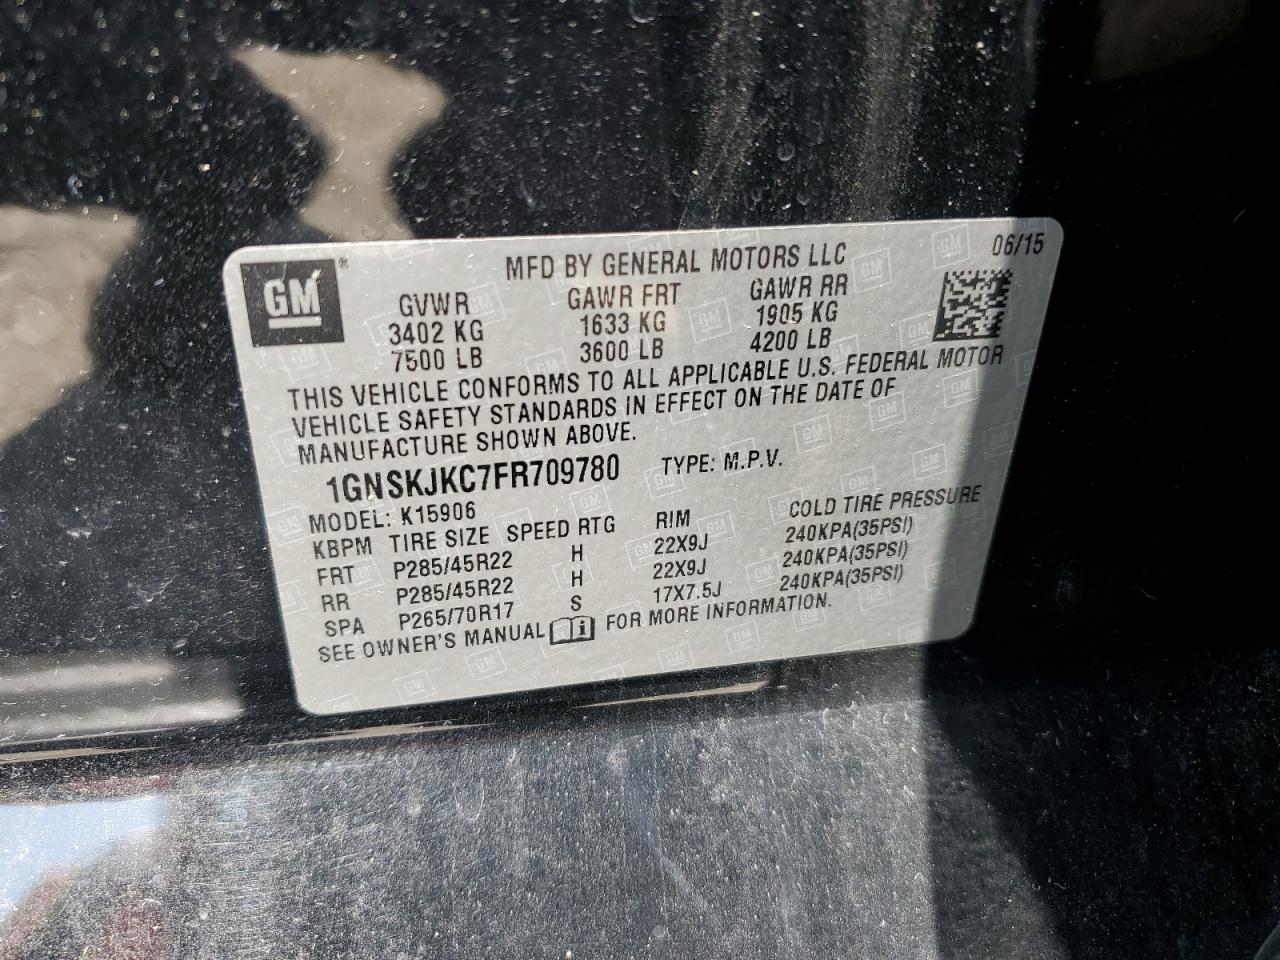 GM®
MFD BY GENERAL MOTORS LLC 06/15
GVWR GAWR FRT GAWR RR
3402 KG 1633 KG 1905 KG
7500 LB 3600 LB 4200 LB
THIS VEHICLE CONFORMS TO ALL APPLICABLE U.S. FEDERAL MOTOR
VEHICLE SAFETY STANDARDS IN EFFECT ON THE DATE OF
MANUFACTURE SHOWN ABOVE.
1GNSKJKC7FR709780 TYPE: M.P.V.
MODEL: K15906
KBPM TIRE SIZE SPEED RTG RIM COLD TIRE PRESSURE
FRT P285/45R22 H 22X9J 240KPA(35PSI)
RR P285/45R22 H 22X9J 240KPA(35PSI)
SPA P265/70R17 S 17X7.5J 240KPA(35PSI)
SEE OWNER'S MANUAL FOR MORE INFORMATION.